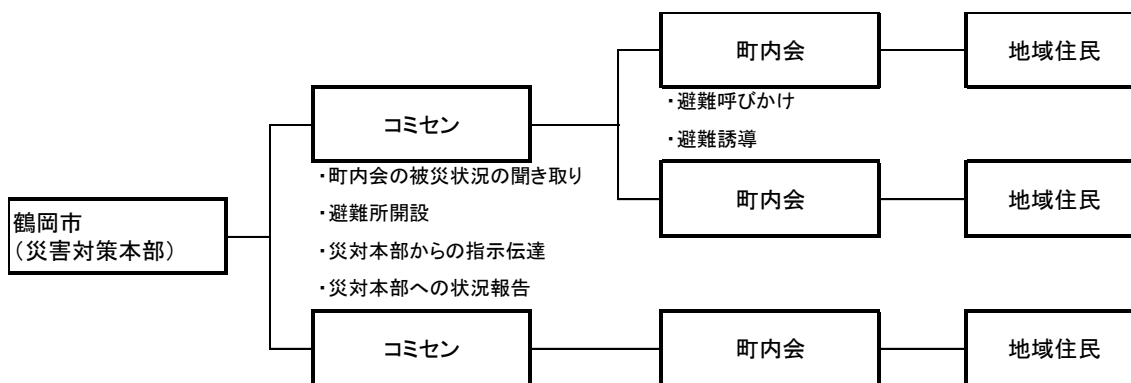 町内会
地域住民
・避難呼びかけ
・避難誘導
コミセン
・町内会の被災状況の聞き取り
・避難所開設
・災対本部からの指示伝達
・災対本部への状況報告
町内会
地域住民
鶴岡市
（災害対策本部）
コミセン
町内会
地域住民